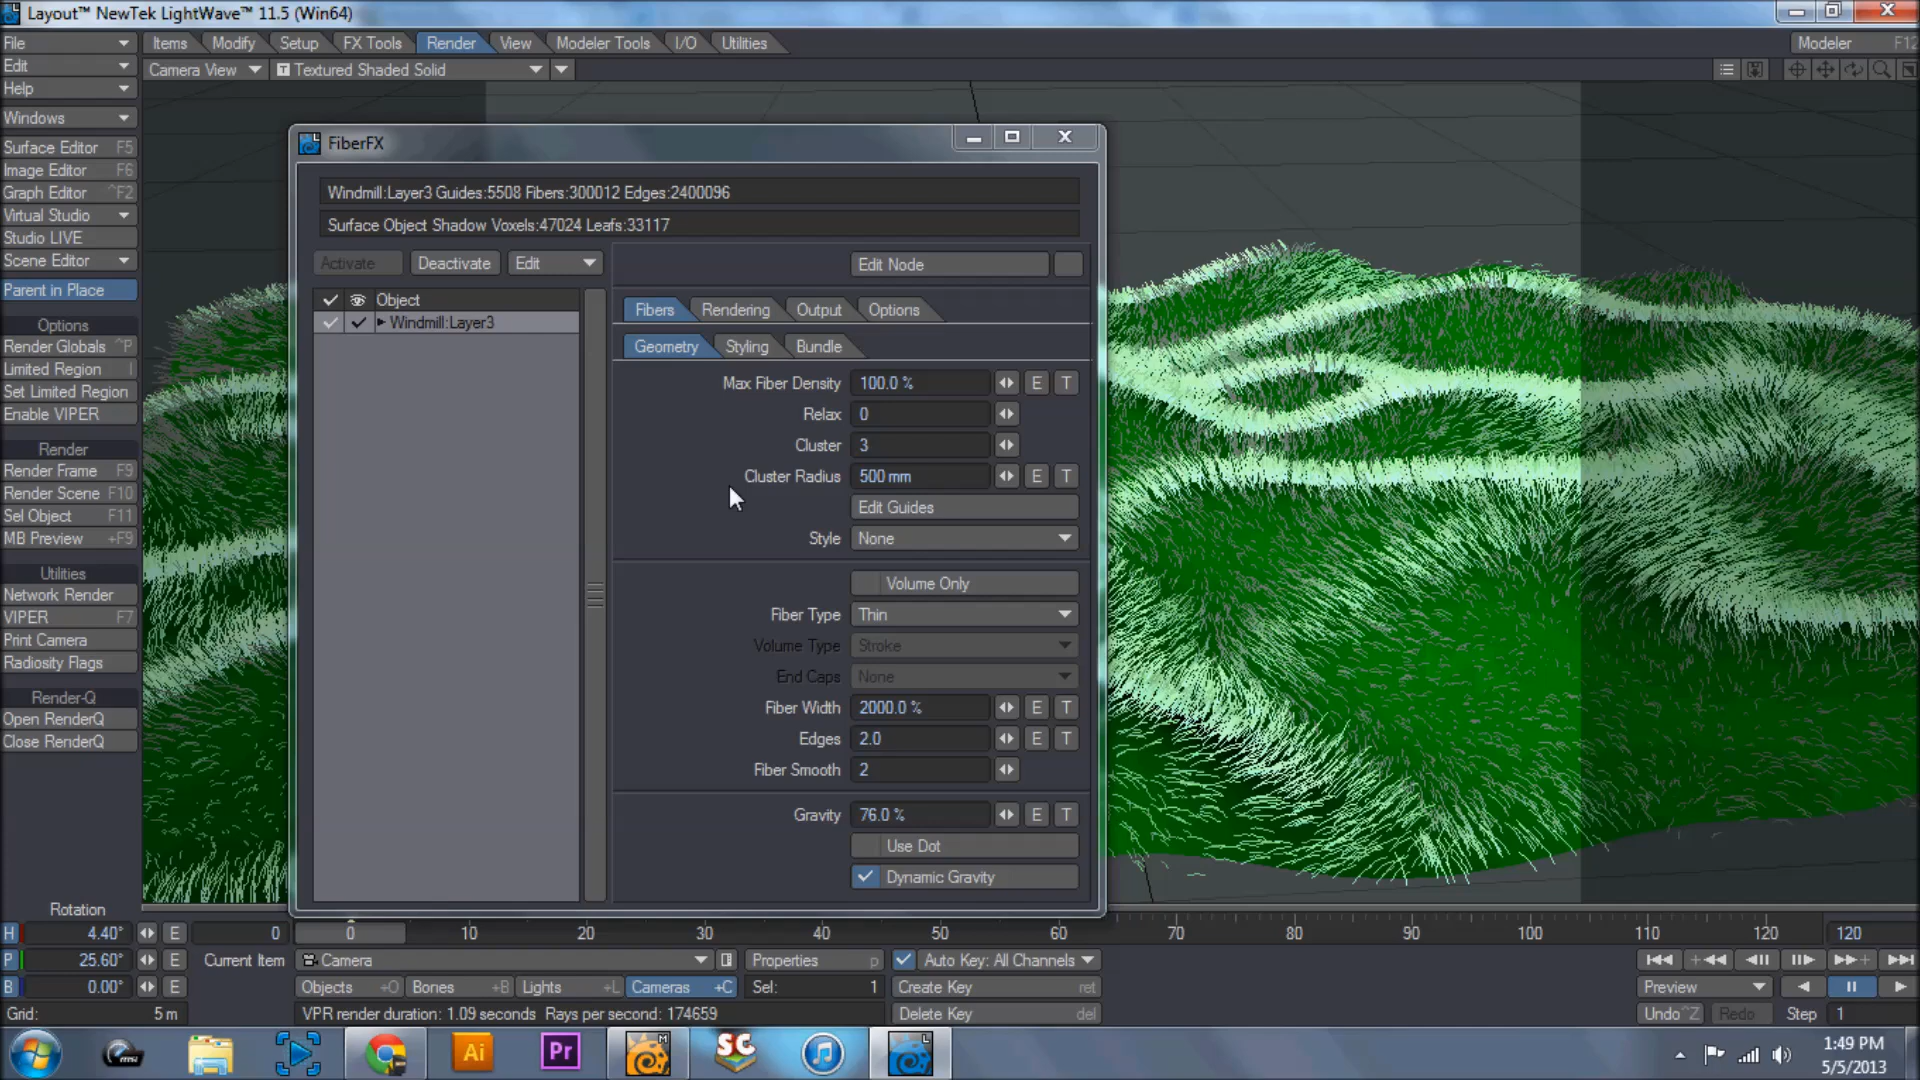 Layout™ NewTek LightWave™ 11.5 (Win64)
File Items Modify Setup FX Tools Render View Modeler Tools I/O Utilities Modeler F12
Edit Camera View T Textured Shaded Solid
Help
Windows
Surface Editor F5
Image Editor F6
Graph Editor ^F2
Virtual Studio
Studio LIVE
Scene Editor
Parent in Place
Options
Render Globals ^P
Limited Region l
Set Limited Region
Enable VIPER
Render
Render Frame F9
Render Scene F10
Sel Object F11
MB Preview +F9
Utilities
Network Render
VIPER F7
Print Camera
Radiosity Flags
Render-Q
Open RenderQ
Close RenderQ
FiberFX
Windmill:Layer3 Guides:5508 Fibers:300012 Edges:2400096
Surface Object Shadow Voxels:47024 Leafs:33117
Activate Deactivate Edit Edit Node
Object
Windmill:Layer3
Fibers Rendering Output Options
Geometry Styling Bundle
Max Fiber Density 100.0 % E T
Relax 0
Cluster 3
Cluster Radius 500 mm E T
Edit Guides
Style None
Volume Only
Fiber Type Thin
Volume Type Stroke
End Caps None
Fiber Width 2000.0 % E T
Edges 2.0 E T
Fiber Smooth 2
Gravity 76.0 % E T
Use Dot
Dynamic Gravity
Rotation
H 4.40° E 0 0 10 20 30 40 50 60 70 80 90 100 110 120 120
P 25.60° E Current Item Camera Properties p Auto Key: All Channels
B 0.00° E Objects +O Bones +B Lights +L Cameras +C Sel: 1 Create Key ret Preview
Grid: 5 m VPR render duration: 1.09 seconds Rays per second: 174659 Delete Key del Undo ^Z Redo Step 1
Ai Pr M SC L
1:49 PM
5/5/2013